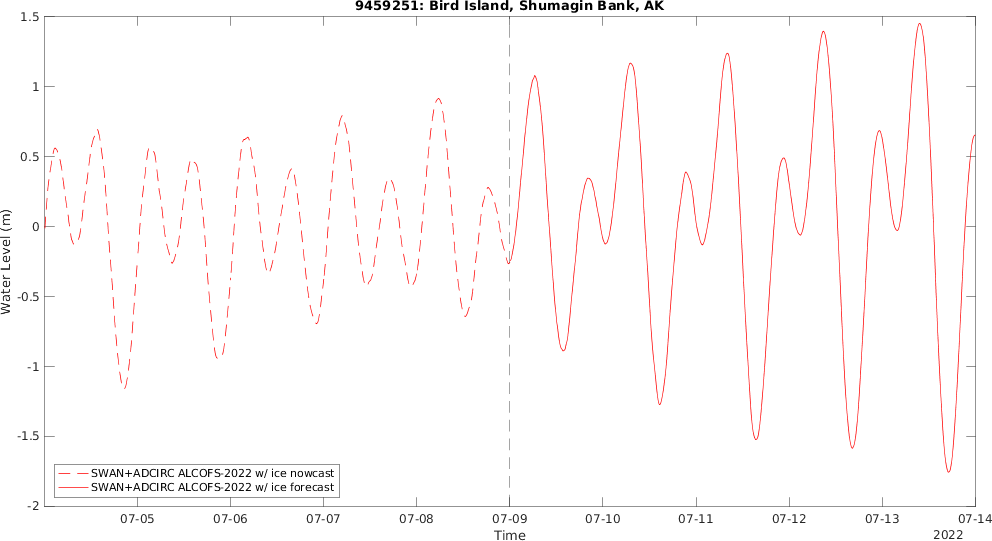 9459251: Bird Island, Shumagin Bank, AK
1.5
1
0.5
0
-0.5
-1
-1.5
-2
Water Level (m)
SWAN+ADCIRC ALCOFS-2022 w/ ice nowcast
SWAN+ADCIRC ALCOFS-2022 w/ ice forecast
07-05 07-06 07-07 07-08 07-09 07-10 07-11 07-12 07-13 07-14
Time
2022